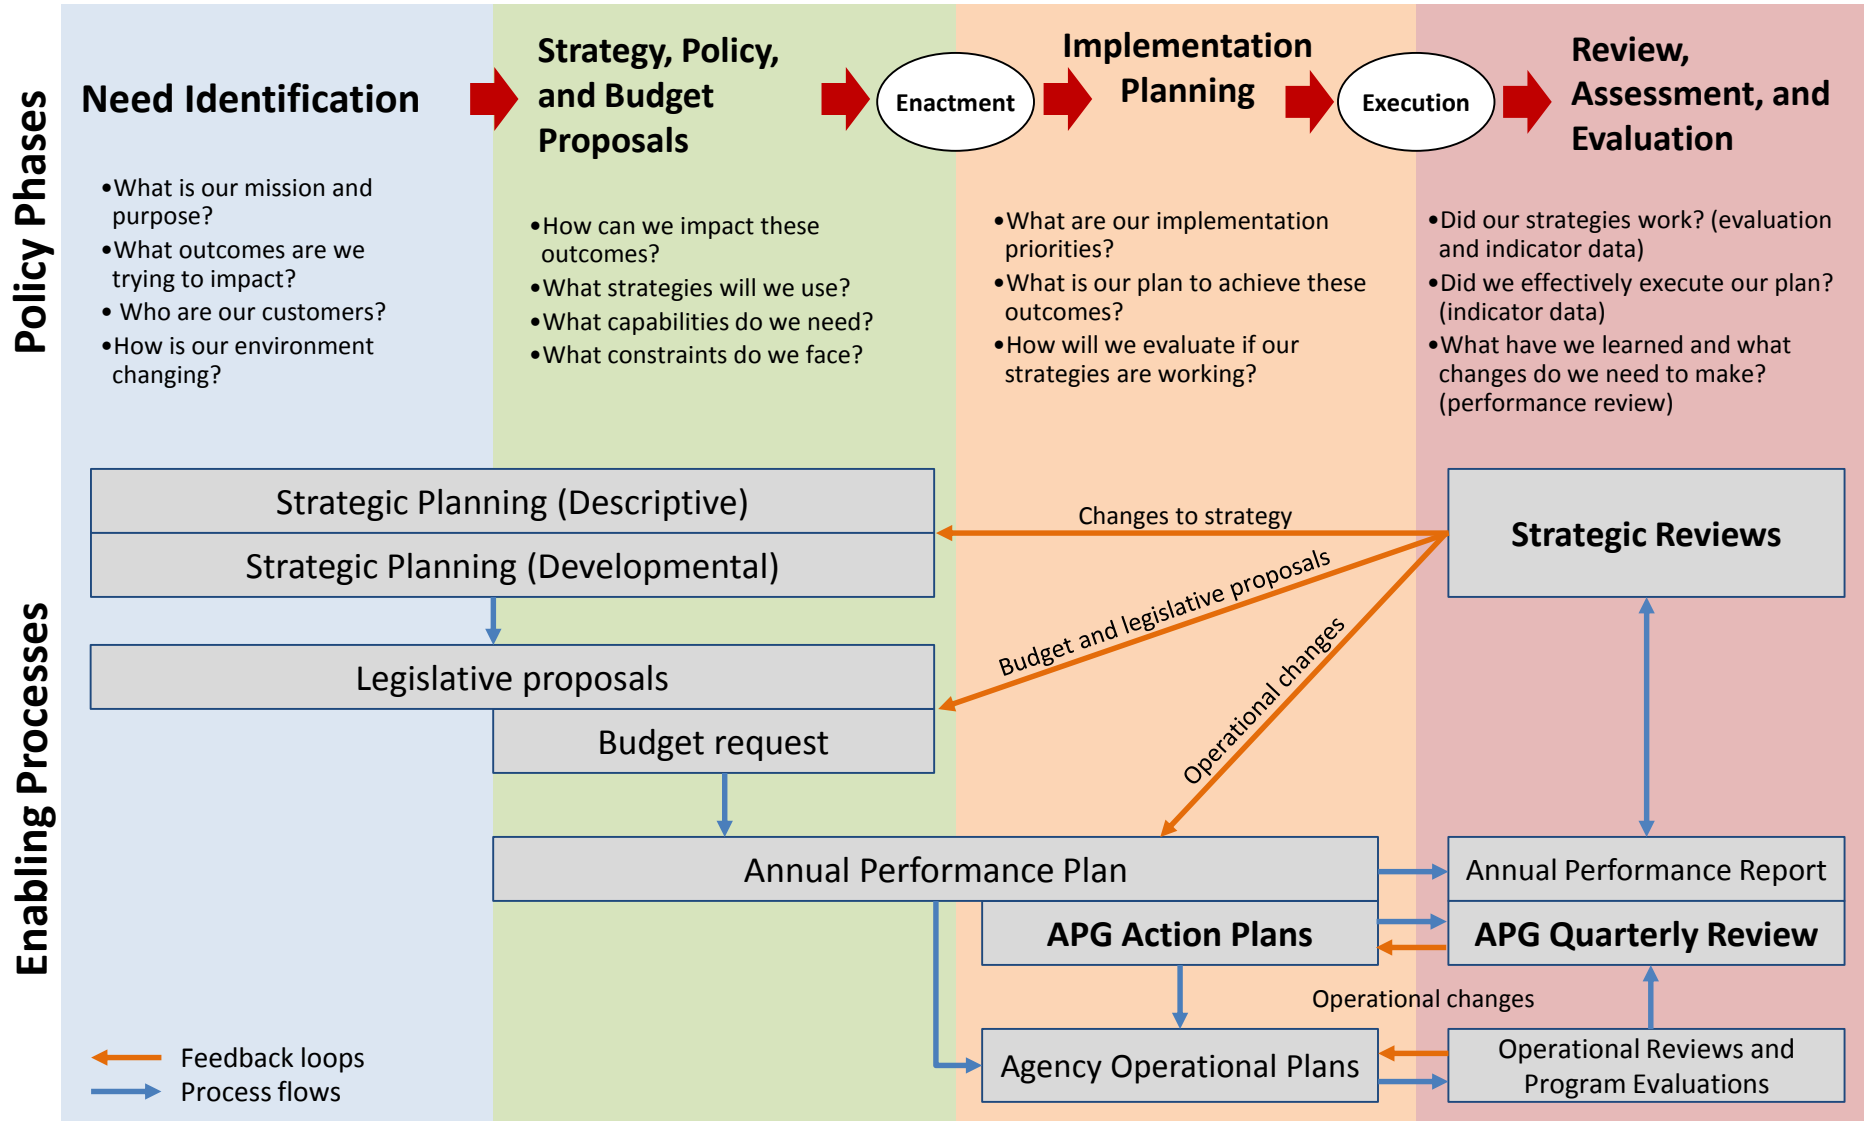 Policy Phases
Need Identification
•What is our mission and
purpose?
•What outcomes are we
trying to impact?
• Who are our customers?
•How is our environment
changing?
Strategy, Policy,
and Budget
Proposals
•How can we impact these
outcomes?
•What strategies will we use?
•What capabilities do we need?
•What constraints do we face?
Enactment
Implementation
Planning
•What are our implementation
priorities?
•What is our plan to achieve these
outcomes?
•How will we evaluate if our
strategies are working?
Execution
Review,
Assessment, and
Evaluation
•Did our strategies work? (evaluation
and indicator data)
•Did we effectively execute our plan?
(indicator data)
•What have we learned and what
changes do we need to make?
(performance review)
Enabling Processes
Strategic Planning (Descriptive)
Strategic Planning (Developmental)
Changes to strategy
Strategic Reviews
Budget and legislative proposals
Operational changes
Legislative proposals
Budget request
Annual Performance Plan
Annual Performance Report
APG Action Plans
APG Quarterly Review
Operational changes
Agency Operational Plans
Operational Reviews and
Program Evaluations
Feedback loops
Process flows